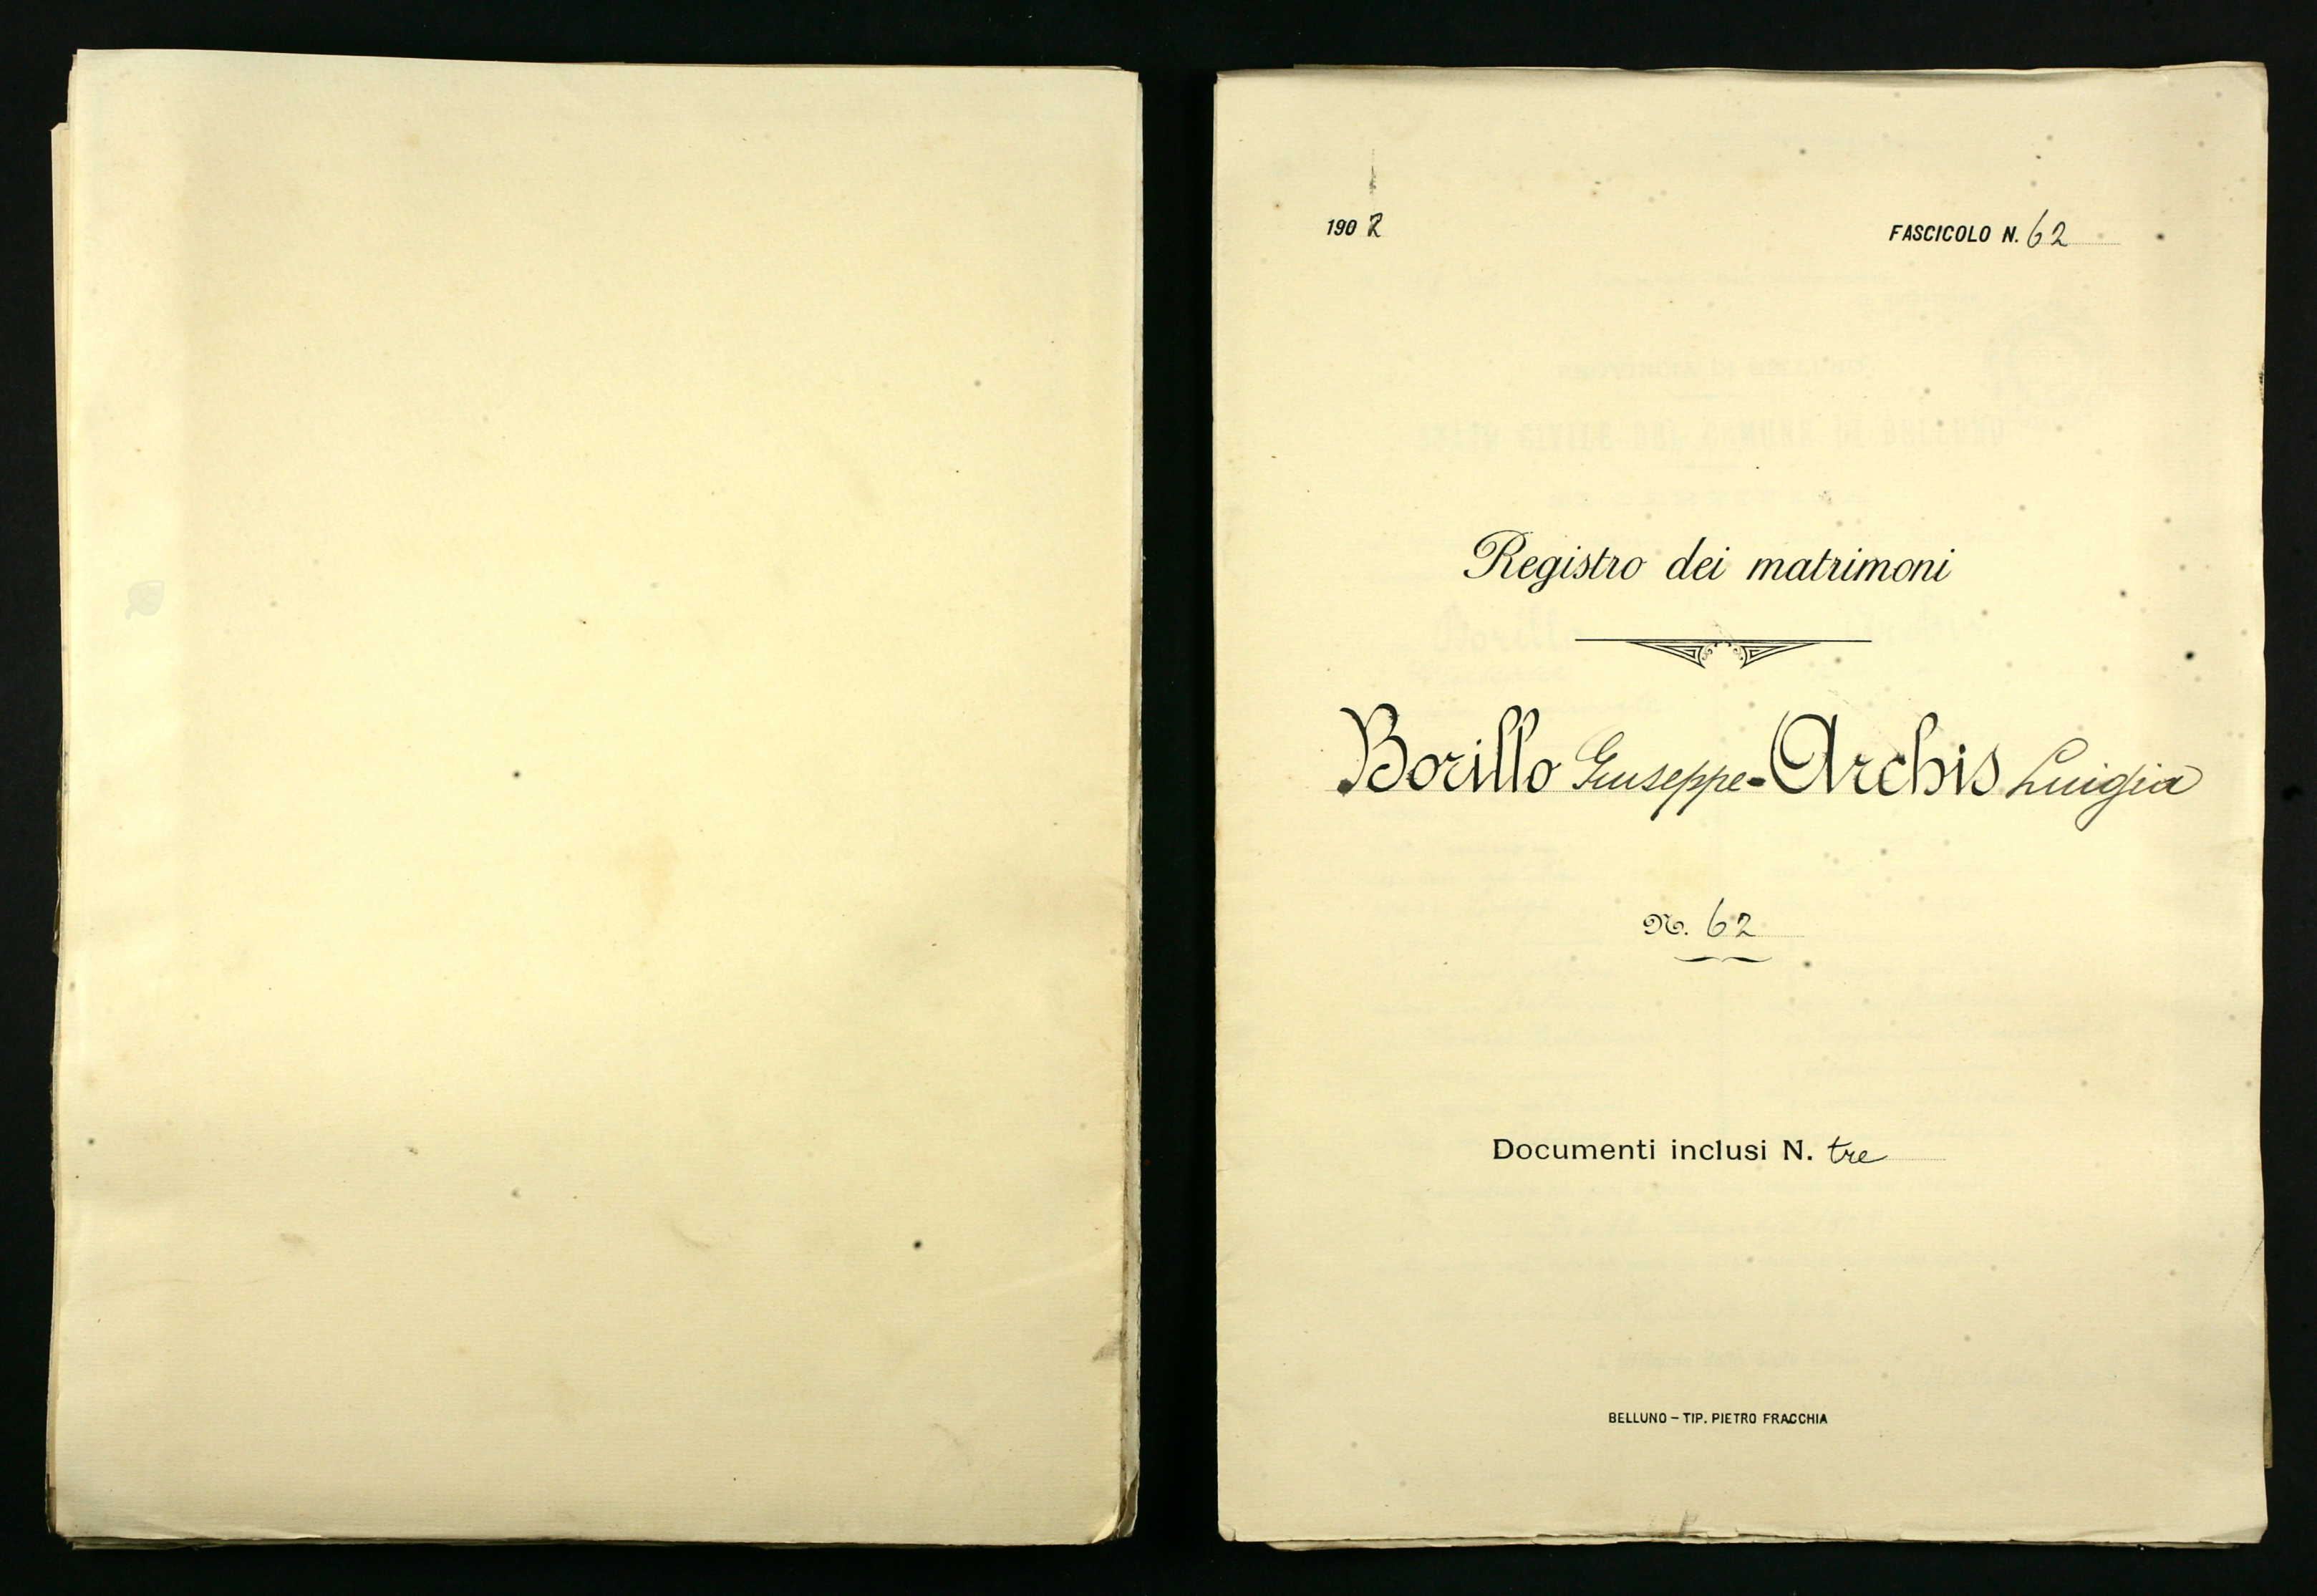 1902
FASCICOLO N. 62
Registro dei matrimoni
Borillo Giuseppe - Archis Luigia
N. 62
Documenti inclusi N. tre
BELLUNO – TIP. PIETRO FRACCHIA